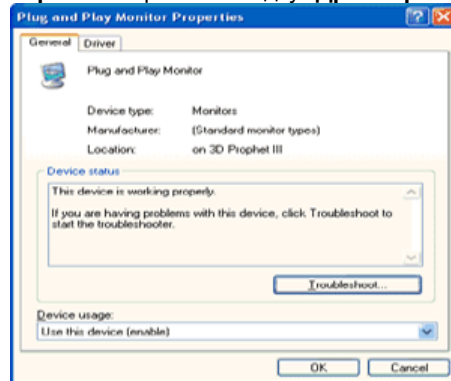 Plug and Play Monitor Properties
General Driver
Plug and Play Monitor
Device type: Monitors
Manufacturer: (Standard monitor types)
Location: on 3D Prophet III
Device status
This device is working properly.
If you are having problems with this device, click Troubleshoot to
start the troubleshooter.
Troubleshoot...
Device usage:
Use this device (enable)
OK Cancel